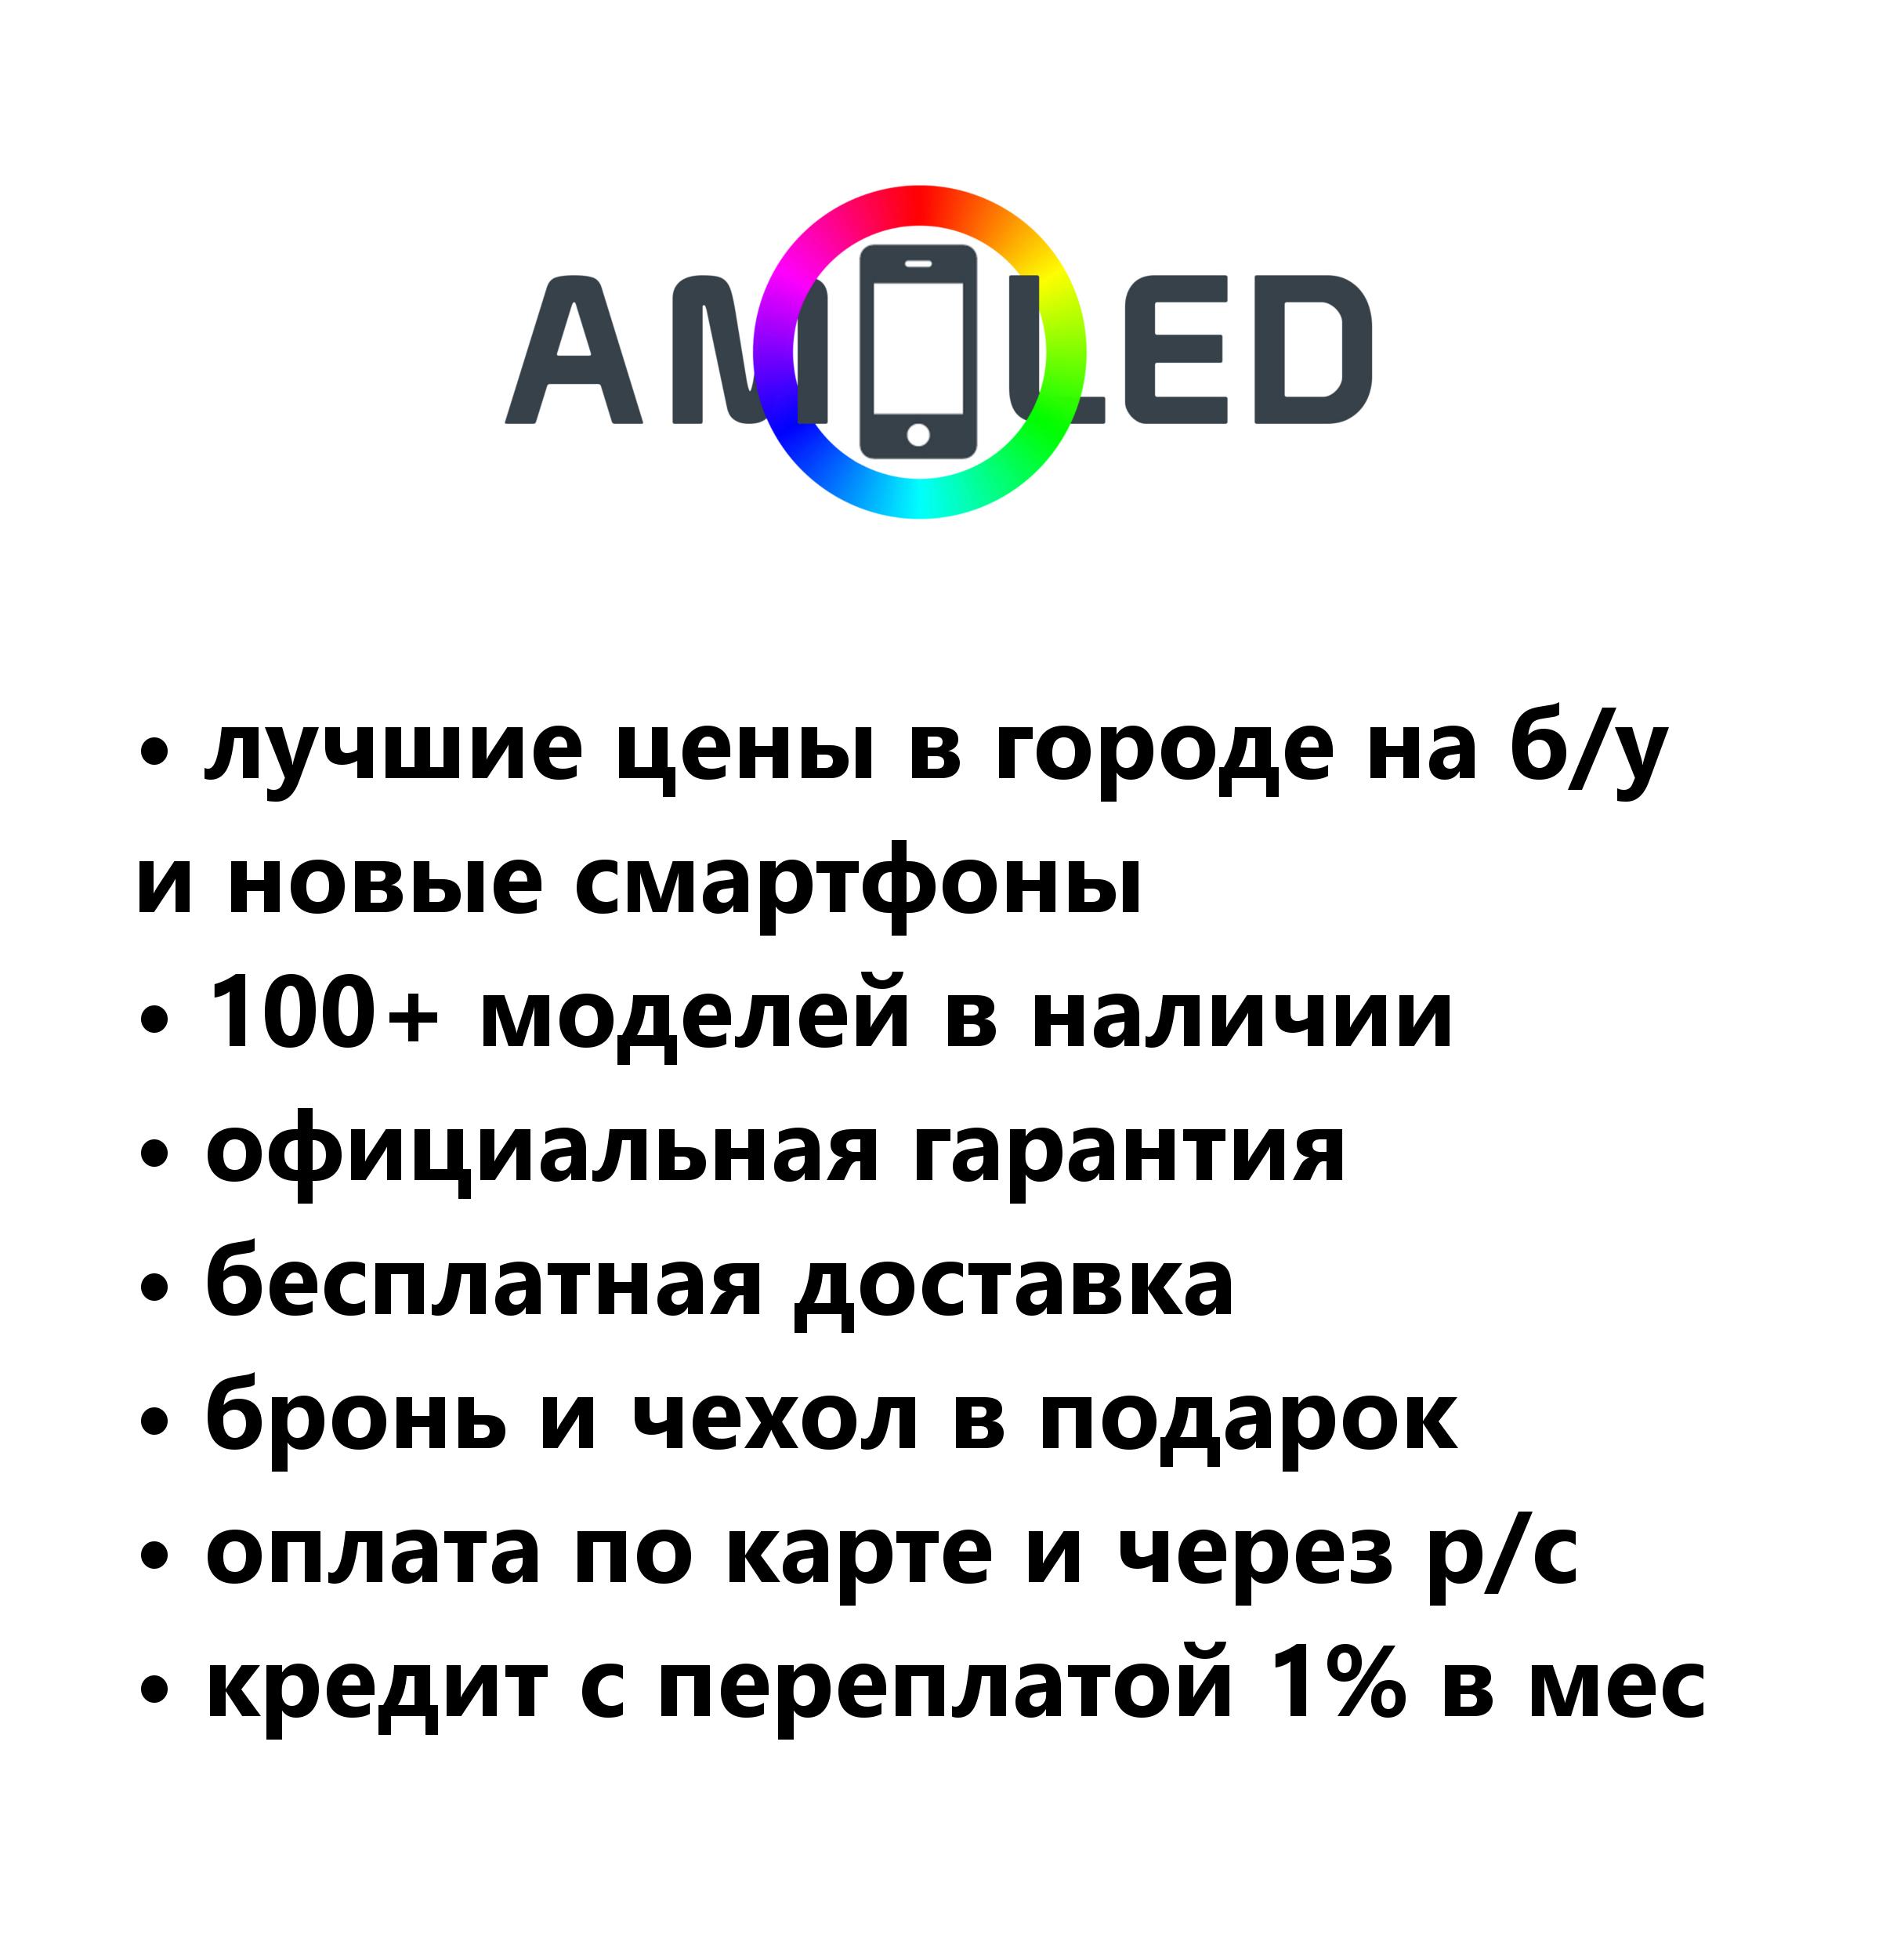 AMOLED
• лучшие цены в городе на б/у
и новые смартфоны
• 100+ моделей в наличии
• официальная гарантия
• бесплатная доставка
• бронь и чехол в подарок
• оплата по карте и через р/с
• кредит с переплатой 1% в мес